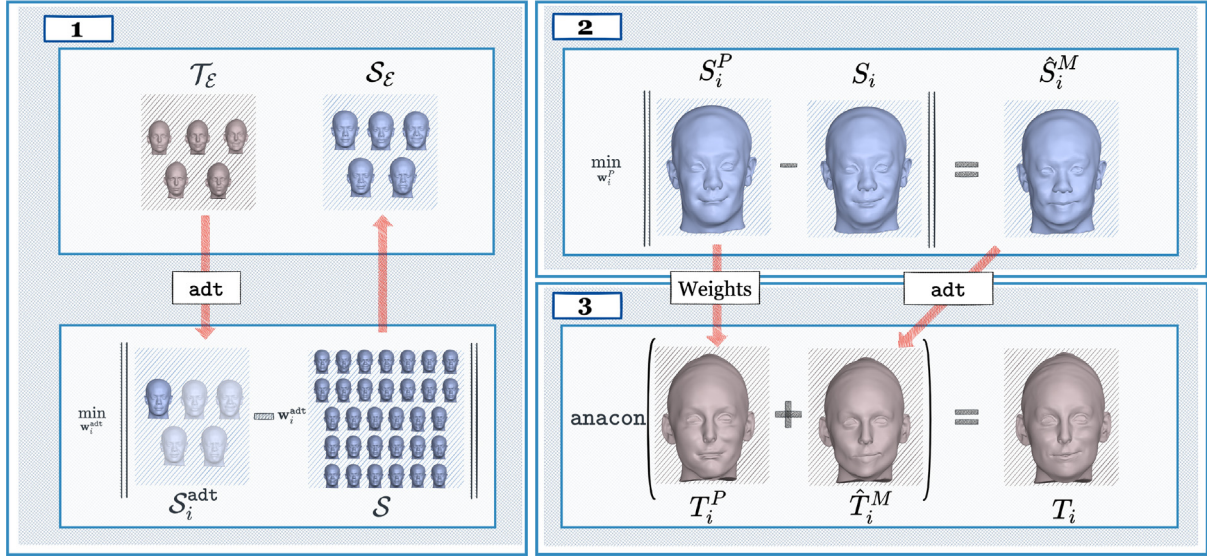 1
𝒯_ℰ
𝒮_ℰ
adt
min
w_i^adt
w_i^adt
𝒮_i^adt
𝒮
2
S_i^P
S_i
Ŝ_i^M
min
w_i^P
−
=
Weights
adt
3
anacon
+
=
T_i^P
T̂_i^M
T_i